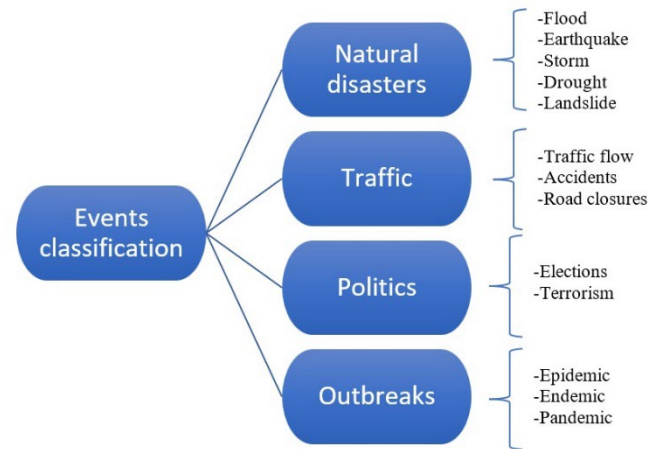 Events
classification
Natural
disasters
-Flood
-Earthquake
-Storm
-Drought
-Landslide
Traffic
-Traffic flow
-Accidents
-Road closures
Politics
-Elections
-Terrorism
Outbreaks
-Epidemic
-Endemic
-Pandemic